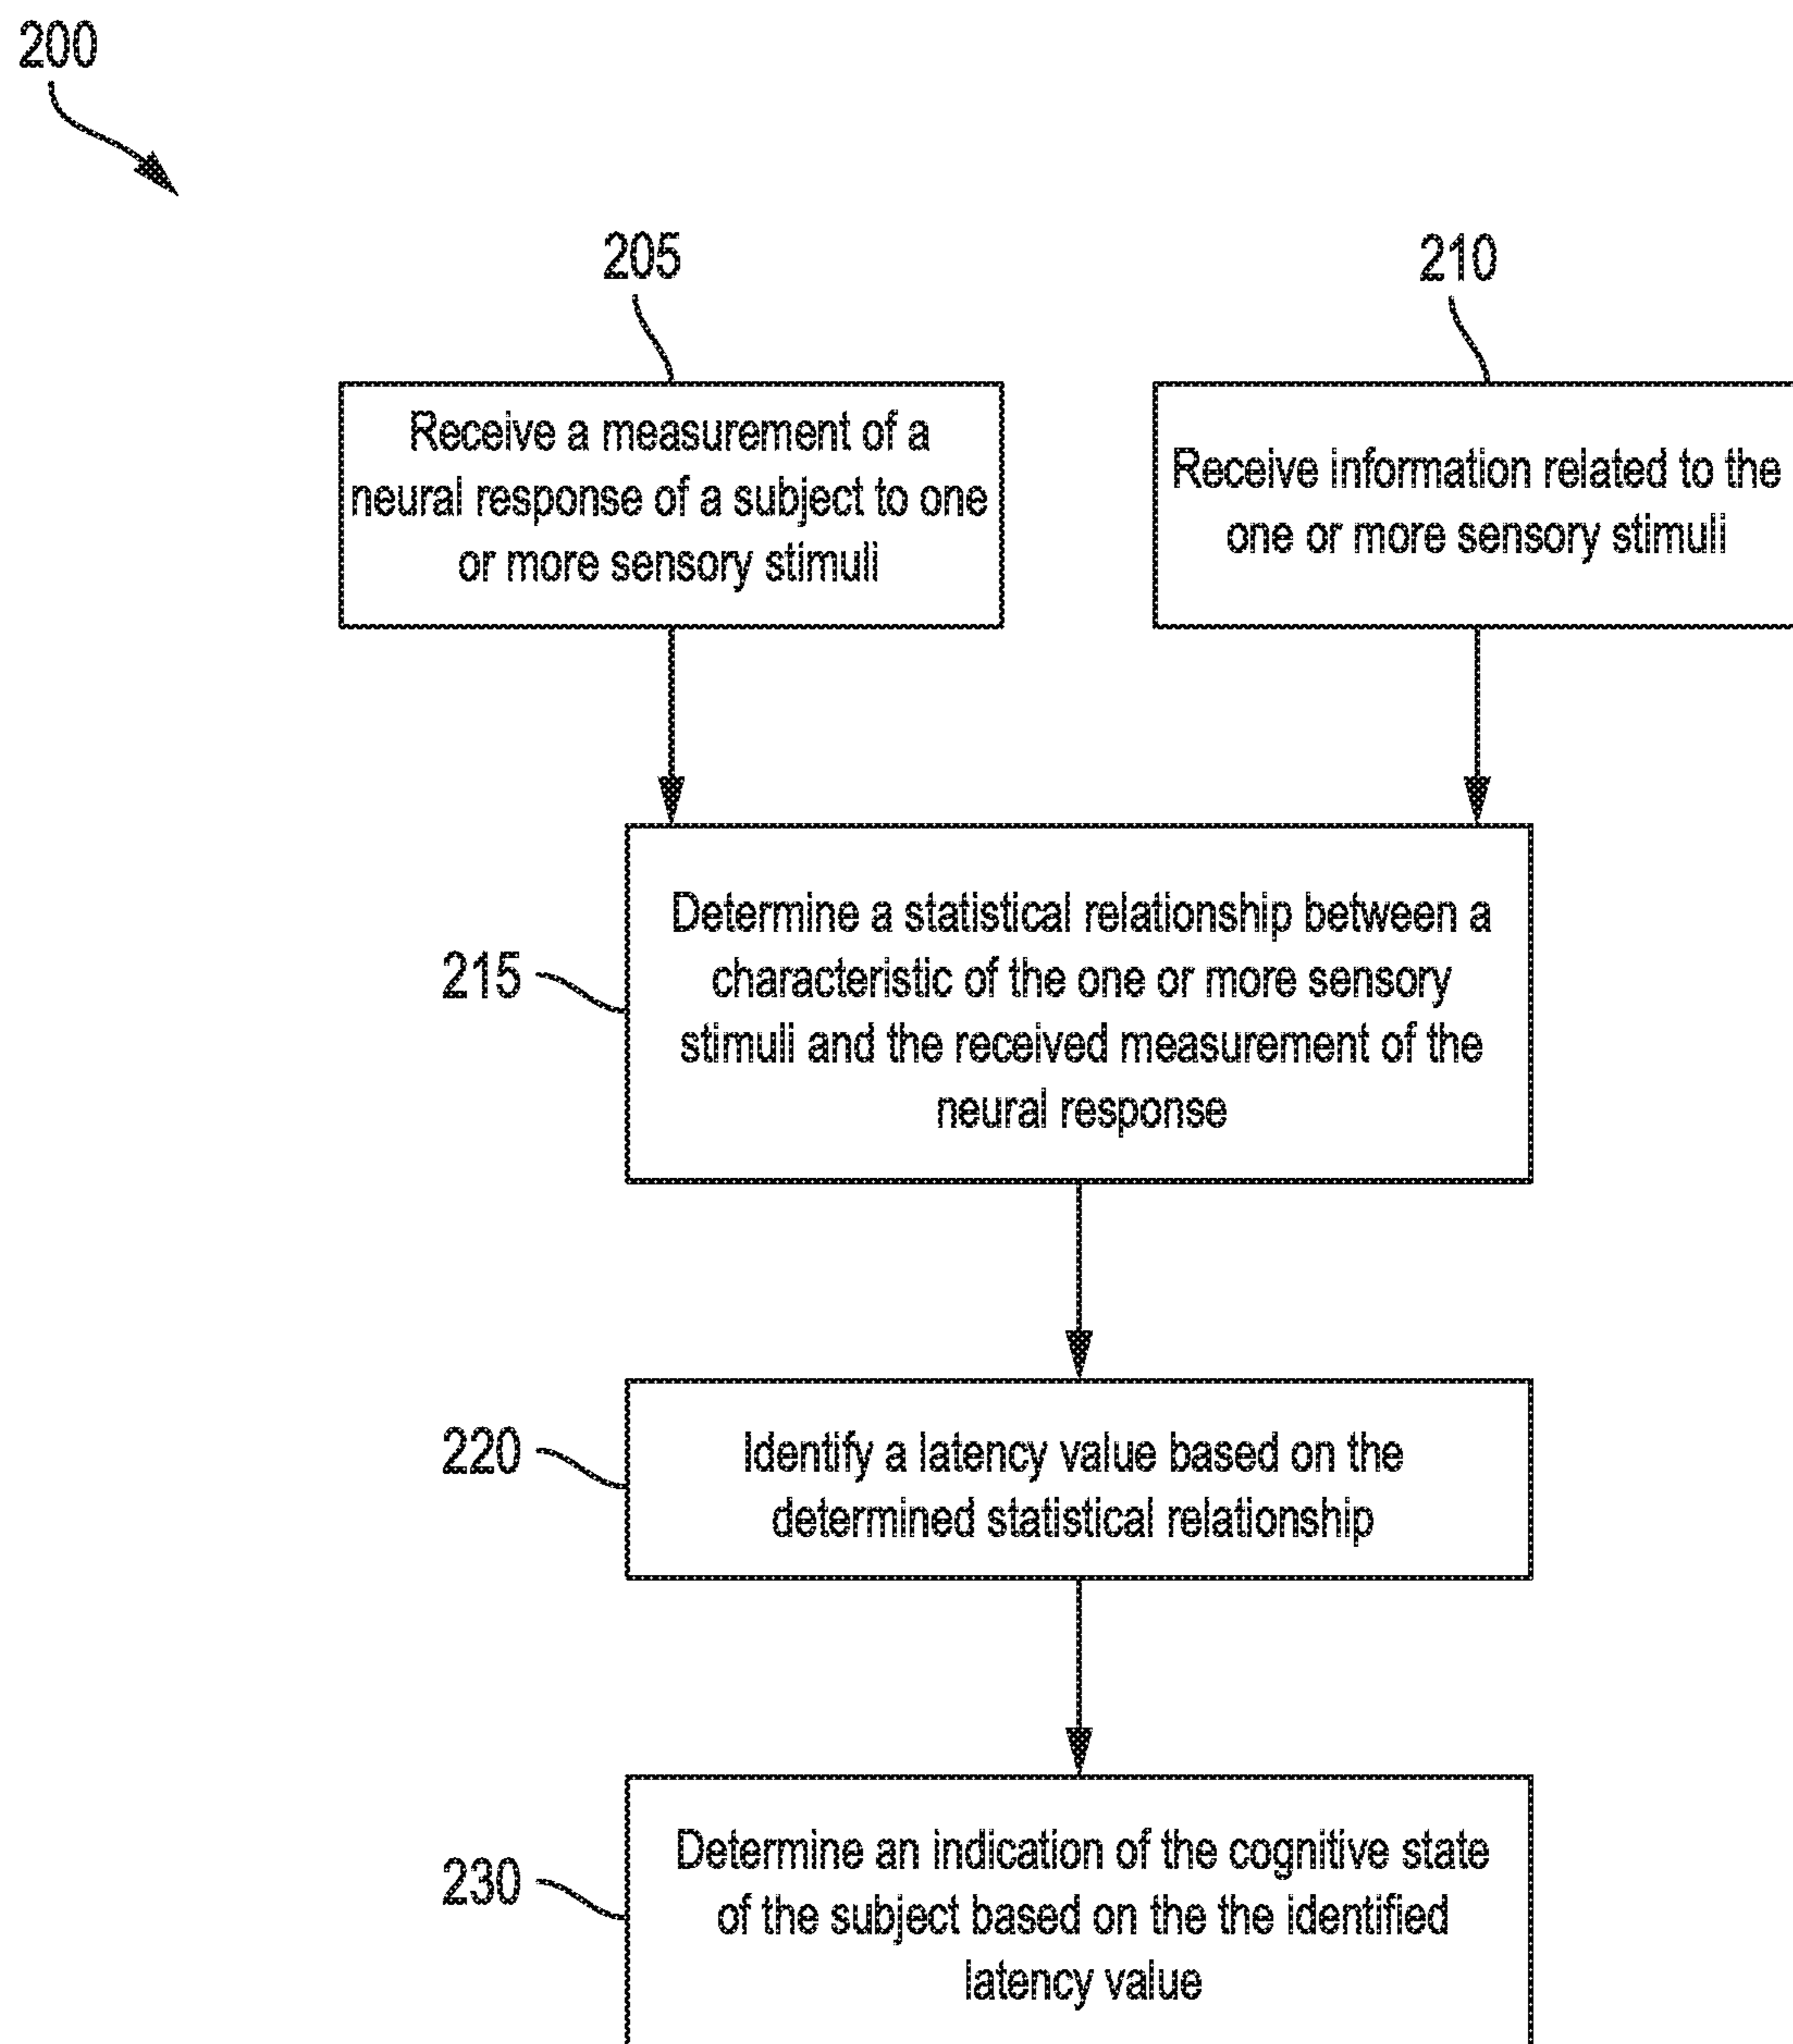 200
205
210
Receive a measurement of a
neural response of a subject to one
or more sensory stimuli
Receive information related to the
one or more sensory stimuli
215
Determine a statistical relationship between a
characteristic of the one or more sensory
stimuli and the received measurement of the
neural response
220
Identify a latency value based on the
determined statistical relationship
230
Determine an indication of the cognitive state
of the subject based on the the identified
latency value